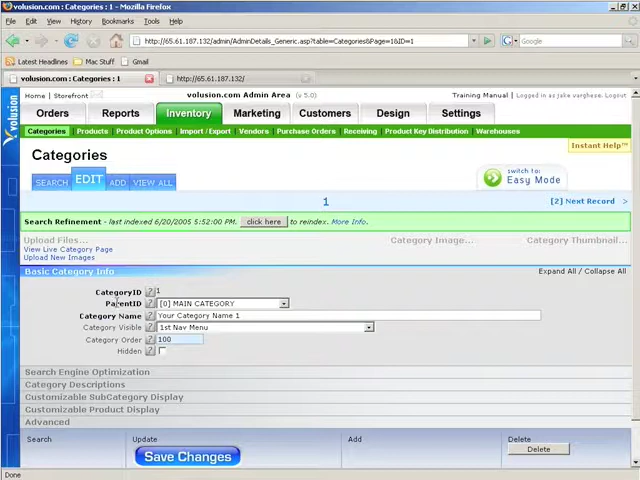 volusion.com : Categories : 1 - Mozilla Firefox
File Edit View History Bookmarks Tools Window Help
http://65.61.187.132/admin/AdminDetails_Generic.asp?table=Categories&Page=1&ID=1
Google
Latest Headlines Mac Stuff Gmail
volusion.com : Categories : 1
http://65.61.187.132/
volusion
Home | Storefront
volusion.com Admin Area (v 5.0)
Training Manual | Logged in as jake varghese. Logout
Orders Reports Inventory Marketing Customers Design Settings
Categories | Products | Product Options | Import / Export | Vendors | Purchase Orders | Receiving | Product Key Distribution | Warehouses
Instant Help™
Categories
SEARCH EDIT ADD VIEW ALL
switch to:
Easy Mode
1
[2] Next Record >
Search Refinement - last indexed 6/20/2005 5:52:00 PM. click here to reindex. More Info.
Upload Files... Category Image... Category Thumbnail...
View Live Category Page
Upload New Images
Basic Category Info Expand All / Collapse All
CategoryID ? 1
ParentID ? [0] MAIN CATEGORY
Category Name ? Your Category Name 1
Category Visible ? 1st Nav Menu
Category Order ? 100
Hidden ?
Search Engine Optimization
Category Descriptions
Customizable SubCategory Display
Customizable Product Display
Advanced
Search Update Add Delete
Save Changes Delete
Done